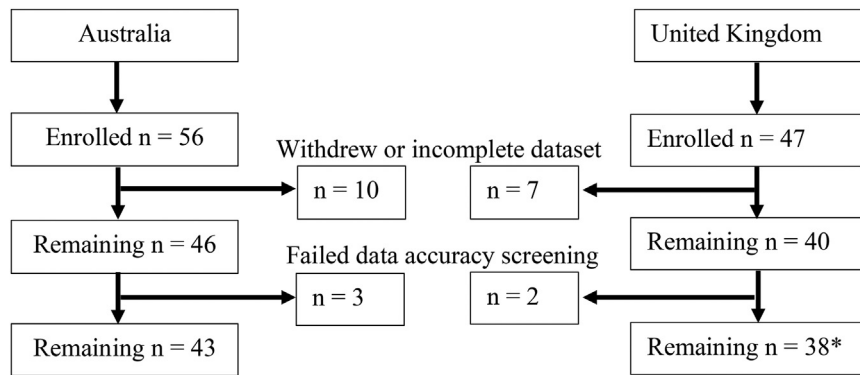 Australia
United Kingdom
Enrolled n = 56
Enrolled n = 47
Withdrew or incomplete dataset
n = 10
n = 7
Remaining n = 46
Remaining n = 40
Failed data accuracy screening
n = 3
n = 2
Remaining n = 43
Remaining n = 38*